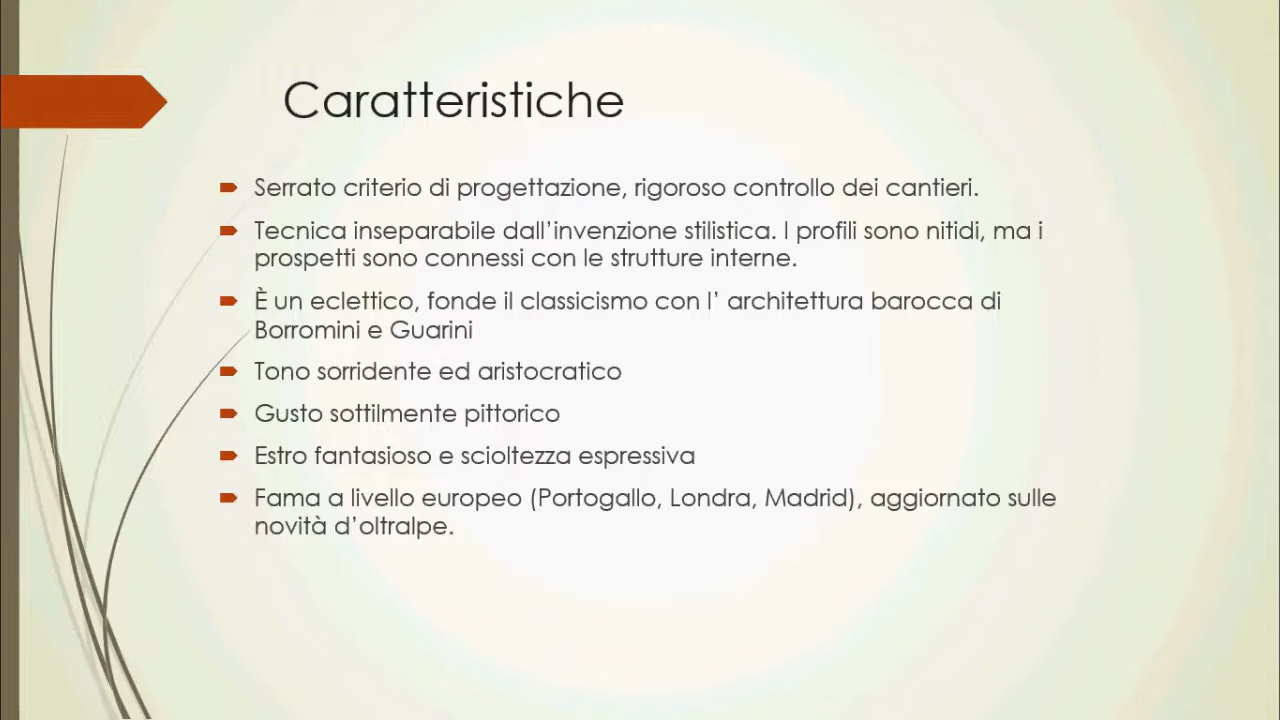 Caratteristiche
Serrato criterio di progettazione, rigoroso controllo dei cantieri.
Tecnica inseparabile dall’invenzione stilistica. I profili sono nitidi, ma i
prospetti sono connessi con le strutture interne.
È un eclettico, fonde il classicismo con l’ architettura barocca di
Borromini e Guarini
Tono sorridente ed aristocratico
Gusto sottilmente pittorico
Estro fantasioso e scioltezza espressiva
Fama a livello europeo (Portogallo, Londra, Madrid), aggiornato sulle
novità d’oltralpe.